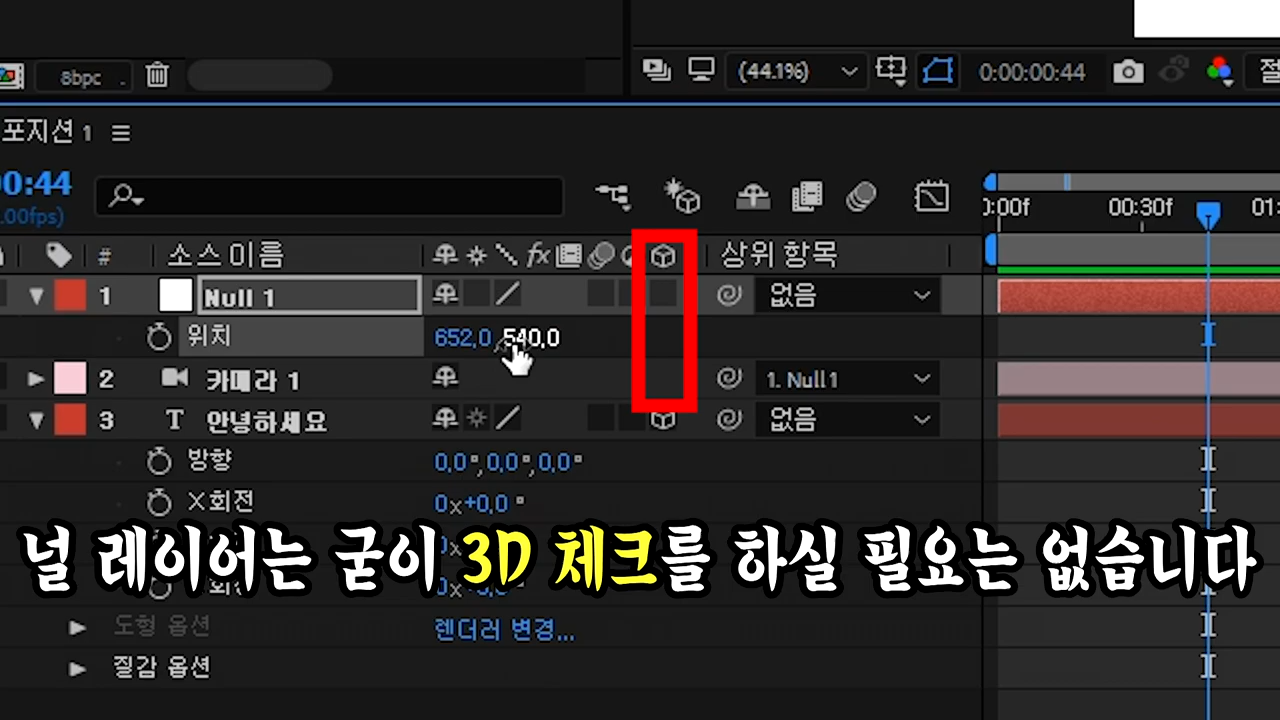 8bpc
(44.1%)
0:00:00:44
포지션 1
0:44
.00fps)
:00f
00:30f
01:
#
소스 이름
fx
상위 항목
1
Null 1
없음
위치
652,0
540,0
2
카메라 1
1. Null 1
3
T
안녕하세요
없음
방향
0,0°,0,0°,0,0°
X 회전
0x+0,0°
널 레이어는 굳이 3D 체크를 하실 필요는 없습니다
도형 옵션
렌더러 변경...
질감 옵션